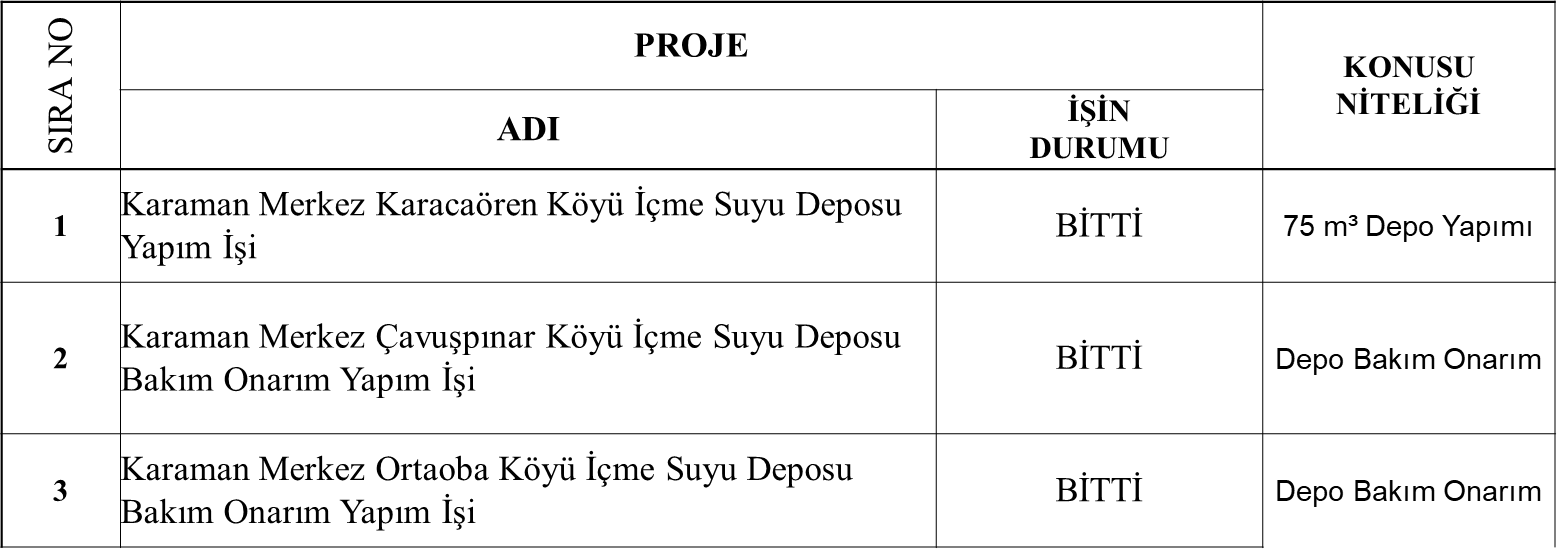 SIRA NO
PROJE
KONUSU
NİTELİĞİ
ADI
İŞİN
DURUMU
1
Karaman Merkez Karacaören Köyü İçme Suyu Deposu
Yapım İşi
BİTTİ
75 m³ Depo Yapımı
2
Karaman Merkez Çavuşpınar Köyü İçme Suyu Deposu
Bakım Onarım Yapım İşi
BİTTİ
Depo Bakım Onarım
3
Karaman Merkez Ortaoba Köyü İçme Suyu Deposu
Bakım Onarım Yapım İşi
BİTTİ
Depo Bakım Onarım